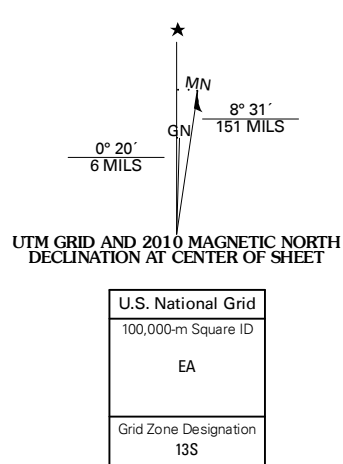 ★
MN
GN
8° 31´
151 MILS
0° 20´
6 MILS
UTM GRID AND 2010 MAGNETIC NORTH
DECLINATION AT CENTER OF SHEET
U.S. National Grid
100,000-m Square ID
EA
Grid Zone Designation
13S